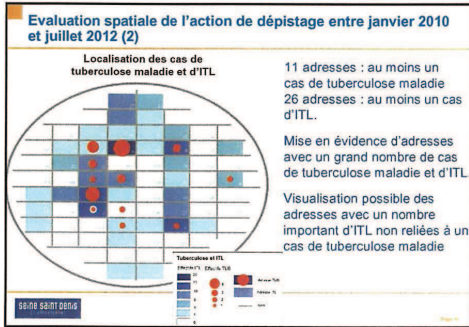 Evaluation spatiale de l'action de dépistage entre janvier 2010
et juillet 2012 (2)
Localisation des cas de
tuberculose maladie et d'ITL
11 adresses : au moins un
cas de tuberculose maladie
26 adresses : au moins un cas
d'ITL.
Mise en évidence d'adresses
avec un grand nombre de cas
de tuberculose maladie et d'ITL.
Visualisation possible des
adresses avec un nombre
important d'ITL non reliées à un
cas de tuberculose maladie
Tuberculose et ITL
seine saint denis